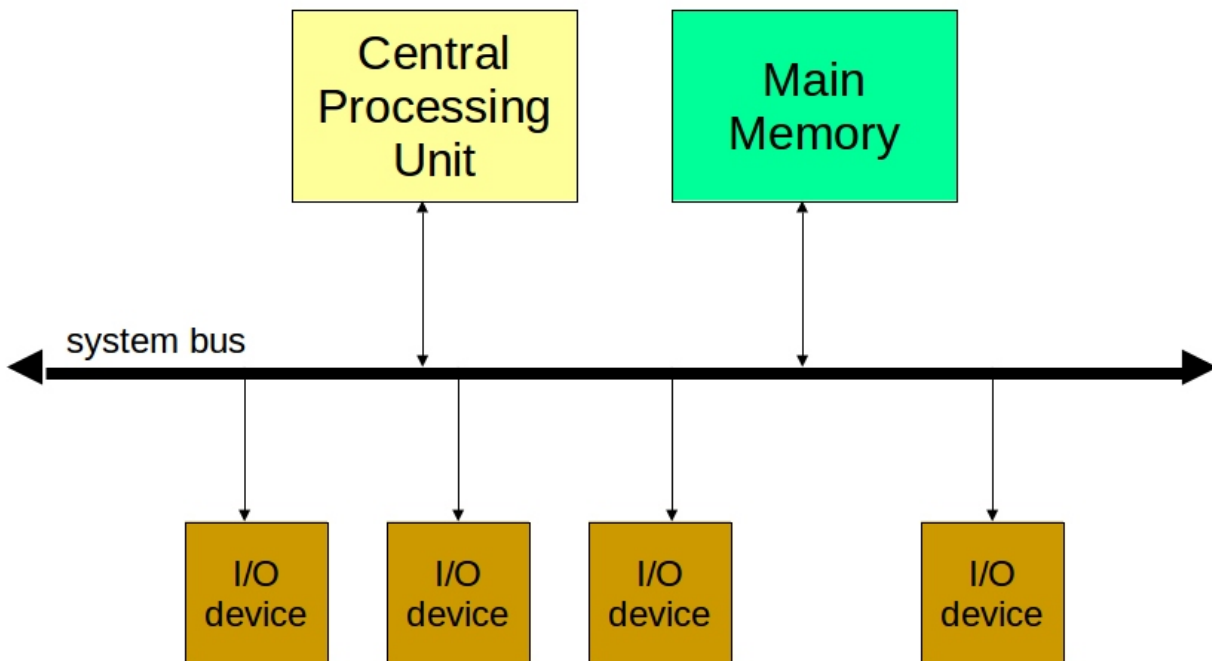 Central
Processing
Unit
Main
Memory
system bus
I/O
device
I/O
device
I/O
device
I/O
device